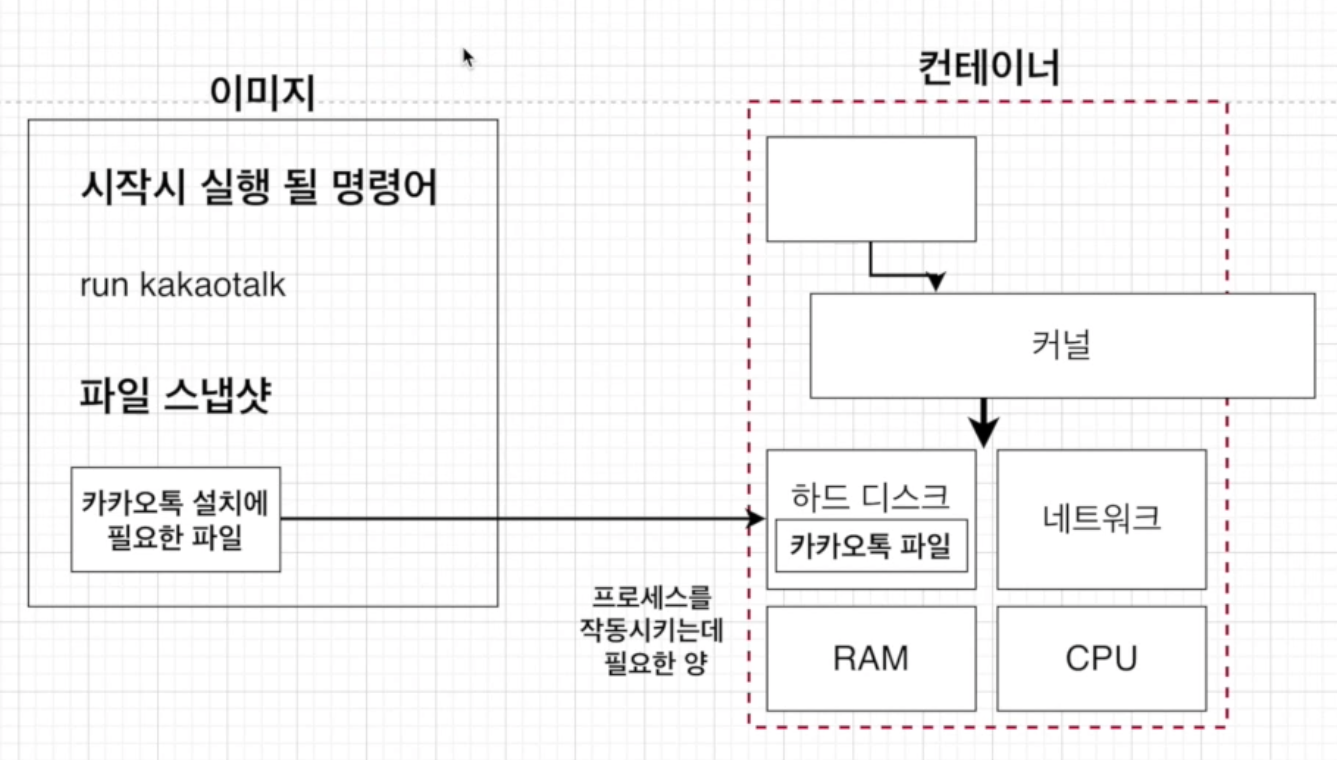 이미지
시작시 실행 될 명령어
run kakaotalk
파일 스냅샷
카카오톡 설치에
필요한 파일
컨테이너
커널
하드 디스크
카카오톡 파일
네트워크
프로세스를
작동시키는데
필요한 양
RAM
CPU